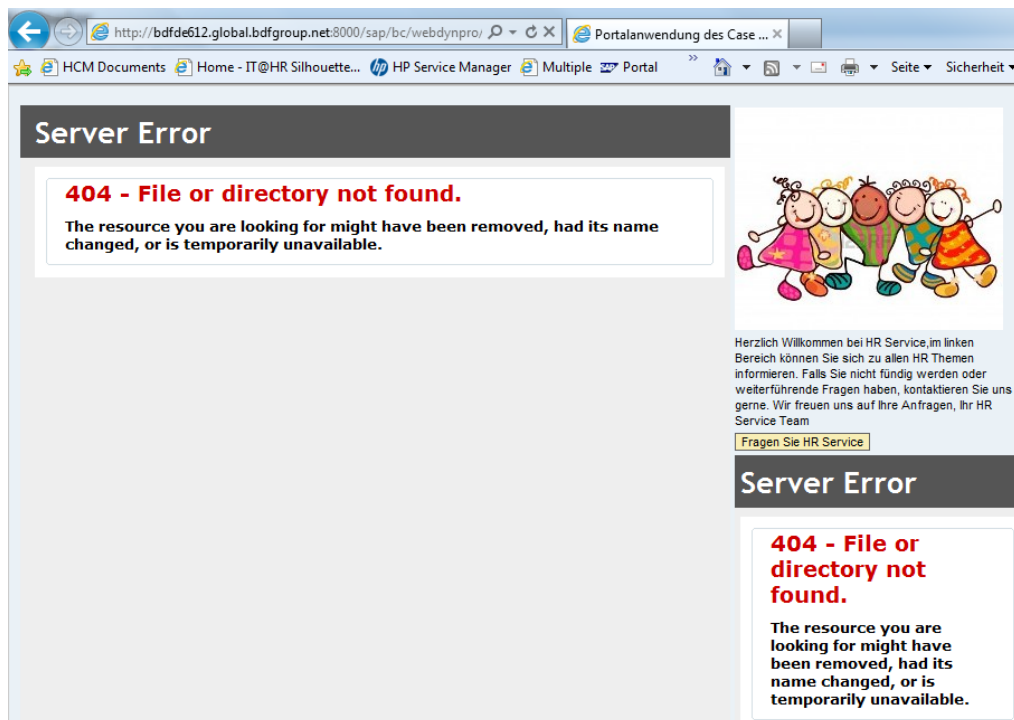 http://bdfde612.global.bdfgroup.net:8000/sap/bc/webdynpro/
Portalanwendung des Case ...
HCM Documents Home - IT@HR Silhouette... HP Service Manager Multiple Portal » Seite Sicherheit
Server Error
404 - File or directory not found.
The resource you are looking for might have been removed, had its name
changed, or is temporarily unavailable.
Herzlich Willkommen bei HR Service,im linken
Bereich können Sie sich zu allen HR Themen
informieren. Falls Sie nicht fündig werden oder
weiterführende Fragen haben, kontaktieren Sie uns
gerne. Wir freuen uns auf Ihre Anfragen, Ihr HR
Service Team
Fragen Sie HR Service
Server Error
404 - File or
directory not
found.
The resource you are
looking for might have
been removed, had its
name changed, or is
temporarily unavailable.